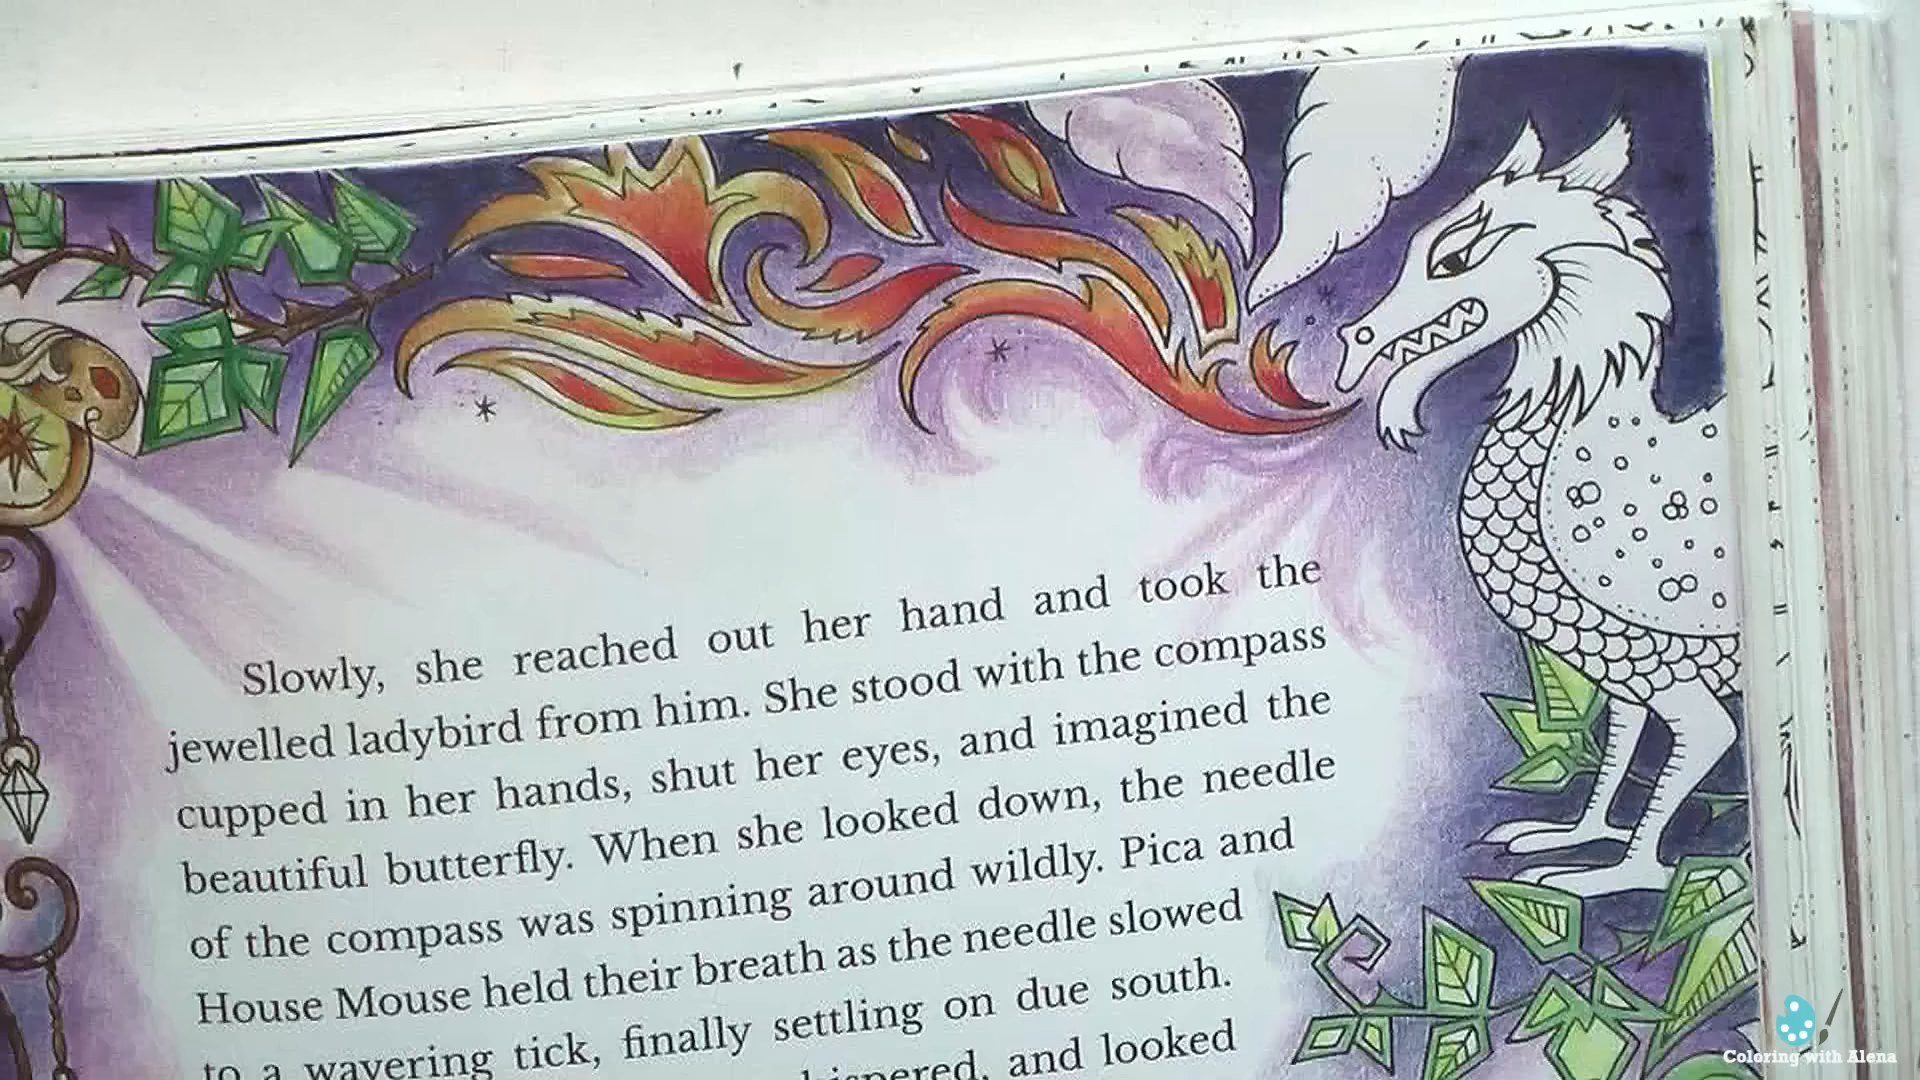 Slowly, she reached out her hand and took the
jewelled ladybird from him. She stood with the compass
cupped in her hands, shut her eyes, and imagined the
beautiful butterfly. When she looked down, the needle
of the compass was spinning around wildly. Pica and
House Mouse held their breath as the needle slowed
to a wavering tick, finally settling on due south.
and looked
Coloring with Alena